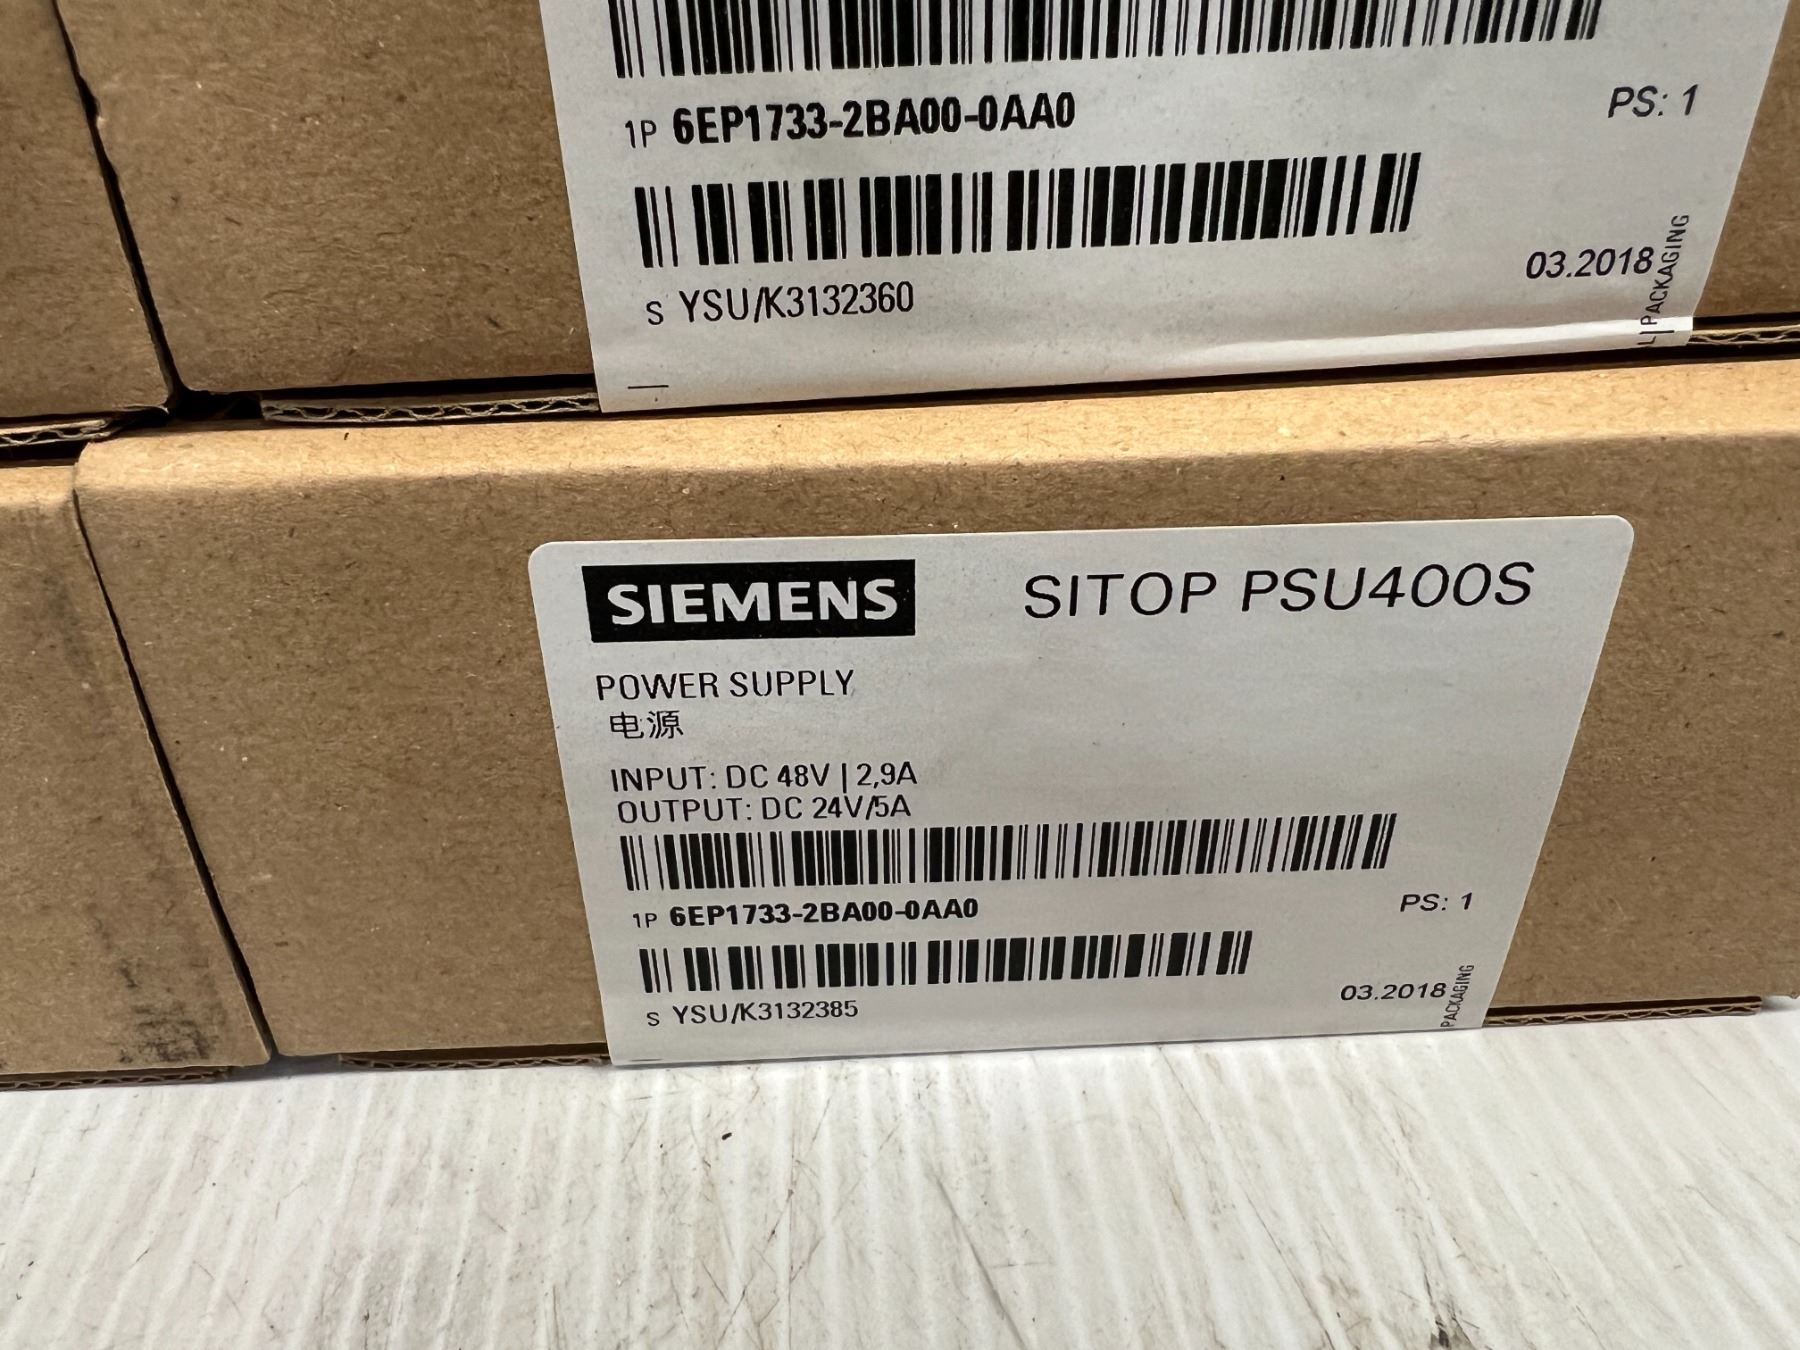 1P 6EP1733-2BA00-0AA0
PS: 1
S YSU/K3132360
03.2018
PACKAGING
SIEMENS
SITOP PSU400S
POWER SUPPLY
电源
INPUT: DC 48V | 2,9A
OUTPUT: DC 24V/5A
1P 6EP1733-2BA00-0AA0
PS: 1
S YSU/K3132385
03.2018
PACKAGING